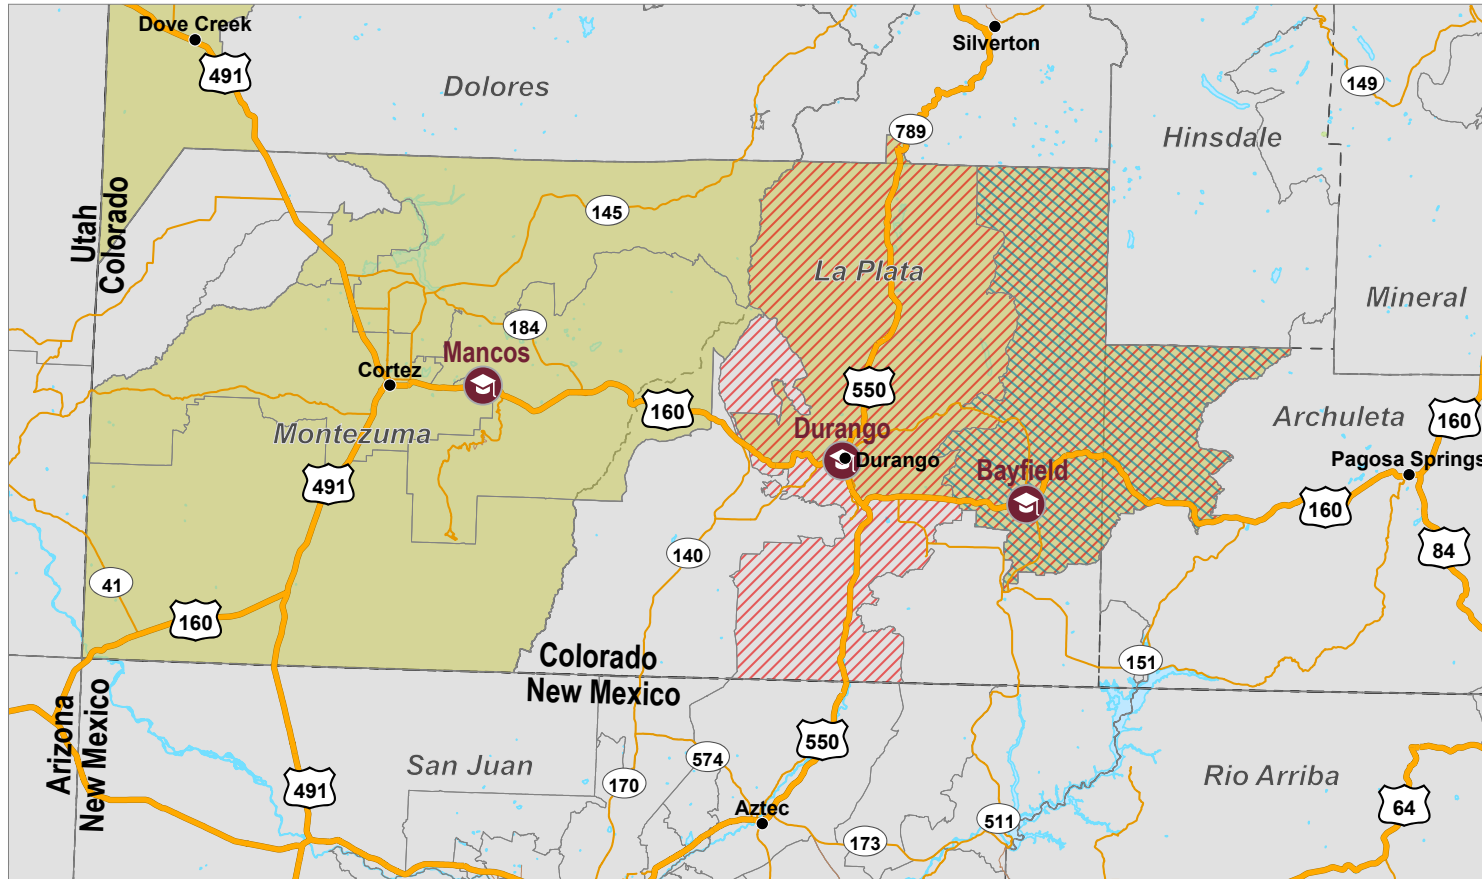 Dove Creek
Silverton
491
Dolores
149
789
Hinsdale
Utah
Colorado
145
La Plata
Mineral
184
Mancos
Cortez
550
160
Archuleta
160
Durango
Montezuma
Durango
Pagosa Springs
Bayfield
491
160
140
84
41
160
Colorado
151
New Mexico
Arizona
New Mexico
550
574
San Juan
170
Rio Arriba
491
64
Aztec
511
173